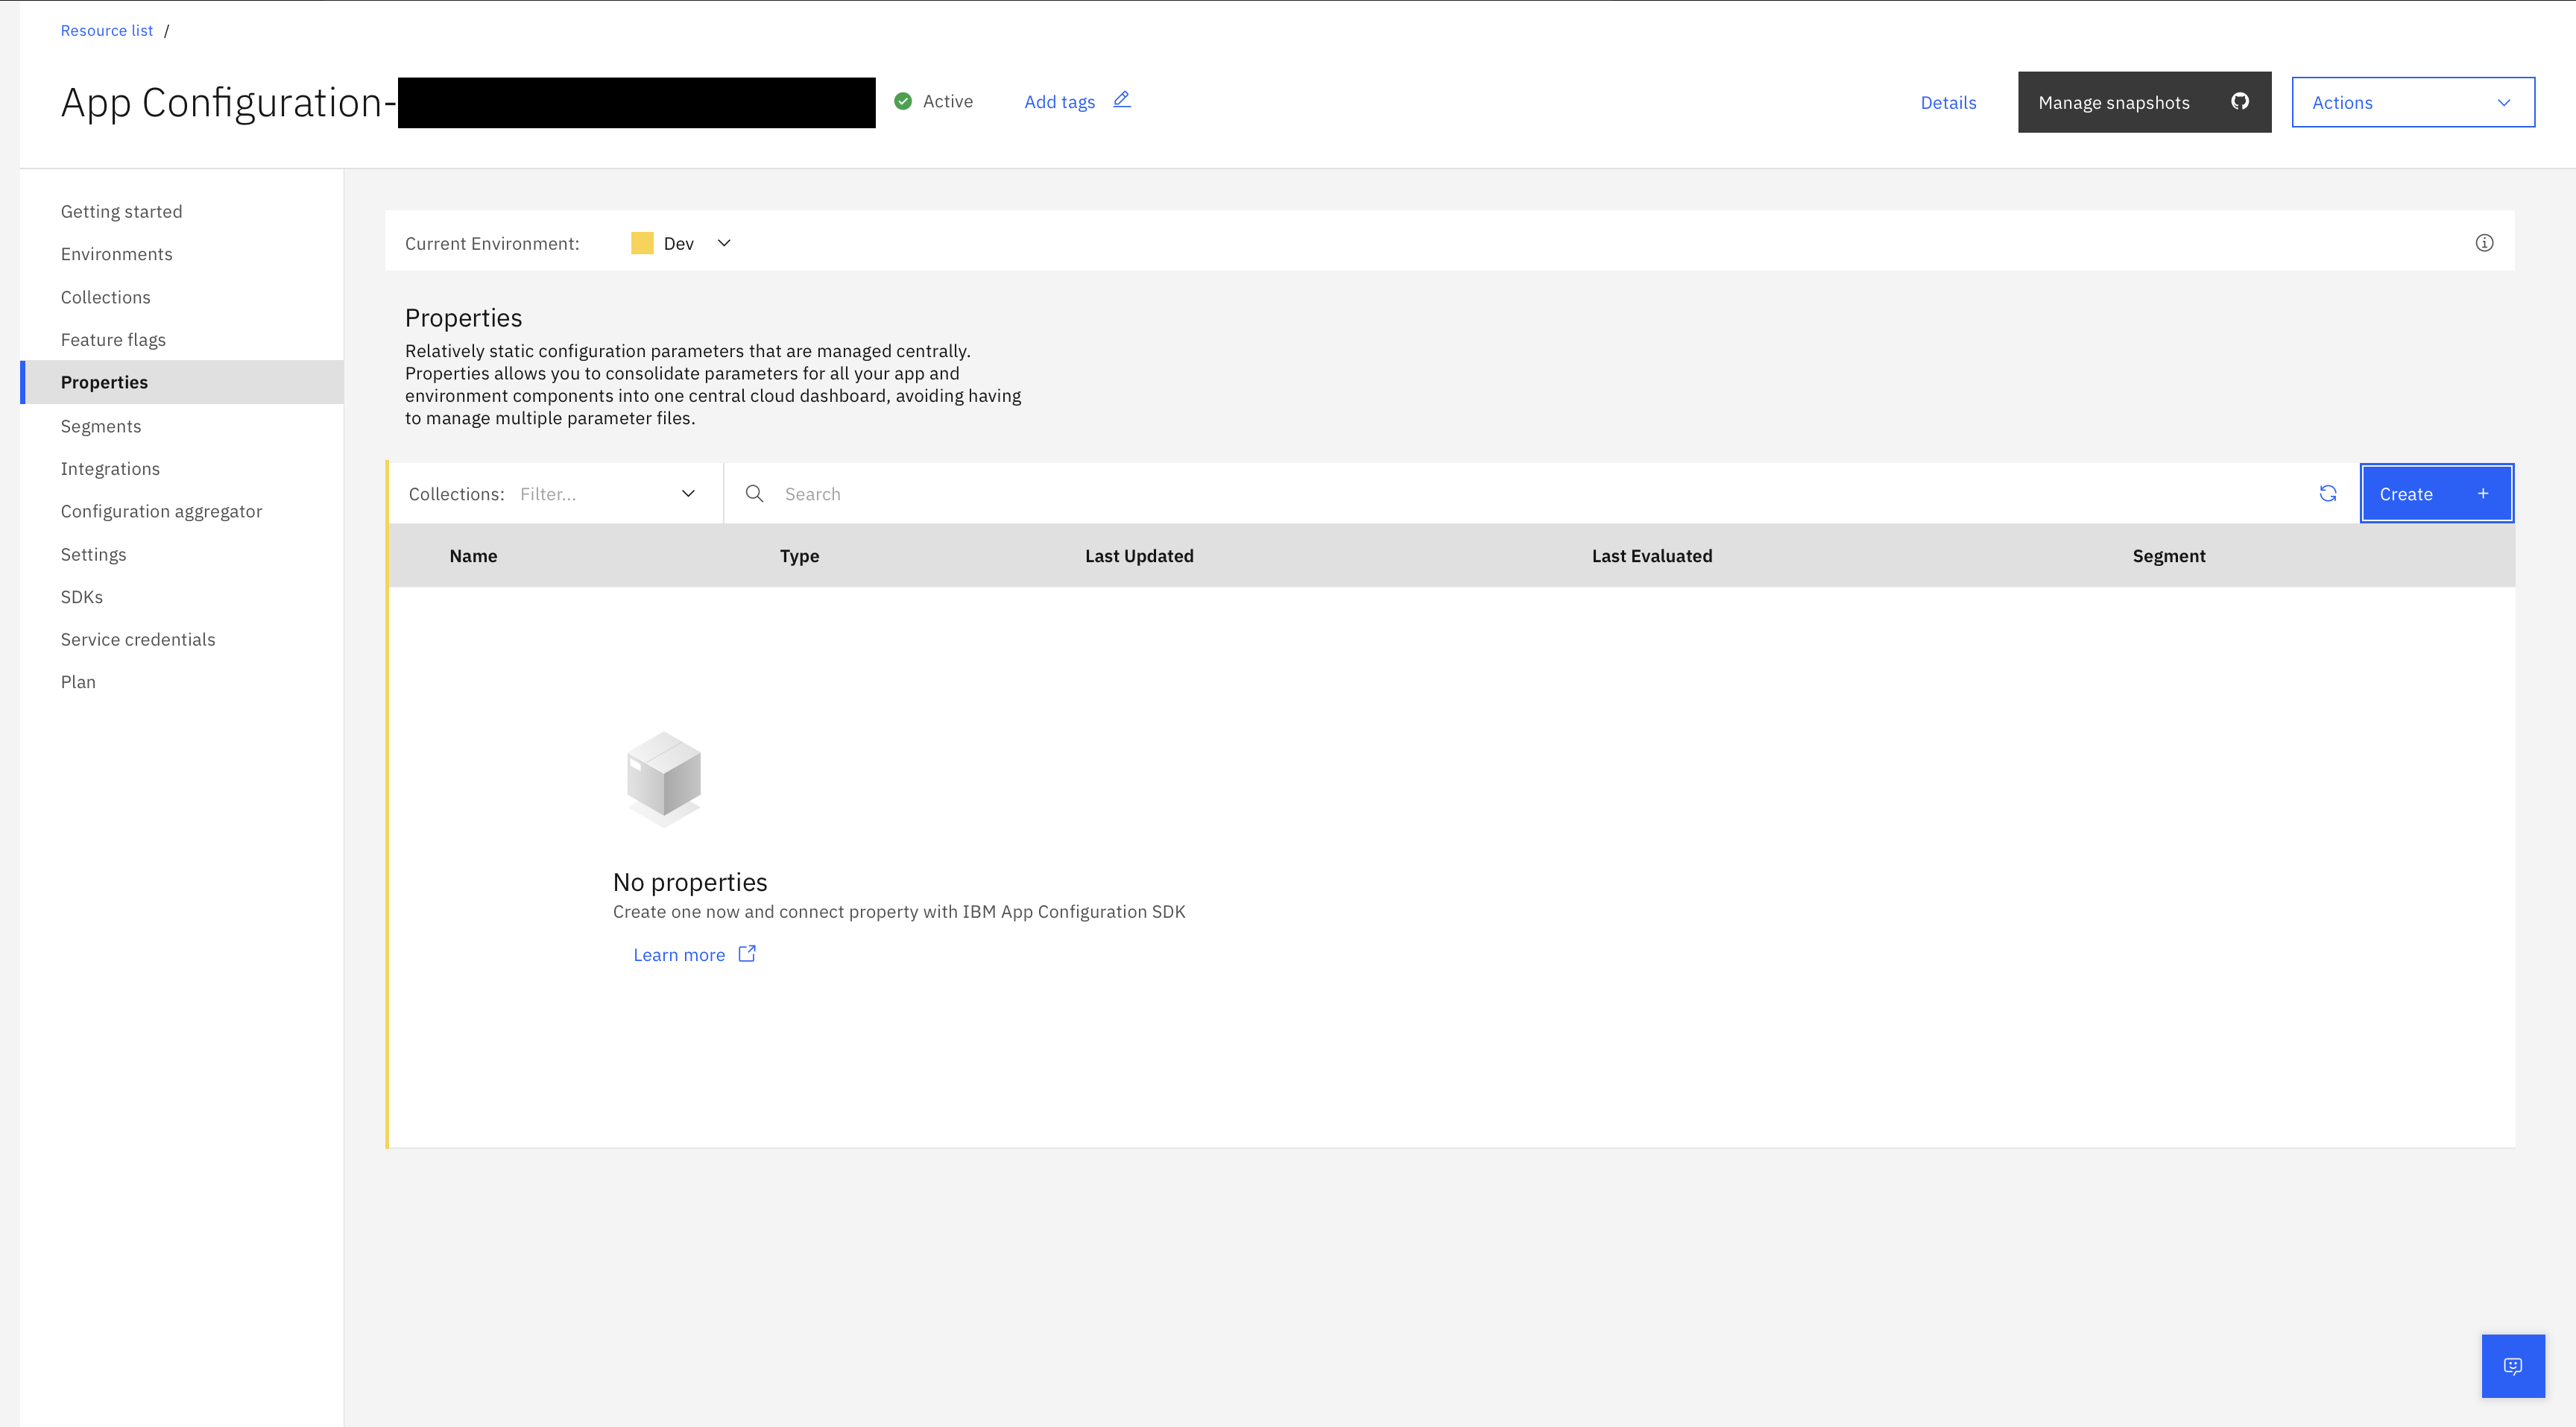 Resource list /
App Configuration-
Active
Add tags
Details
Manage snapshots
Actions
Getting started
Environments
Collections
Feature flags
Properties
Segments
Integrations
Configuration aggregator
Settings
SDKs
Service credentials
Plan
Current Environment: Dev
Properties
Relatively static configuration parameters that are managed centrally.
Properties allows you to consolidate parameters for all your app and
environment components into one central cloud dashboard, avoiding having
to manage multiple parameter files.
Collections: Filter...
Search
Create +
Name Type Last Updated Last Evaluated Segment
No properties
Create one now and connect property with IBM App Configuration SDK
Learn more